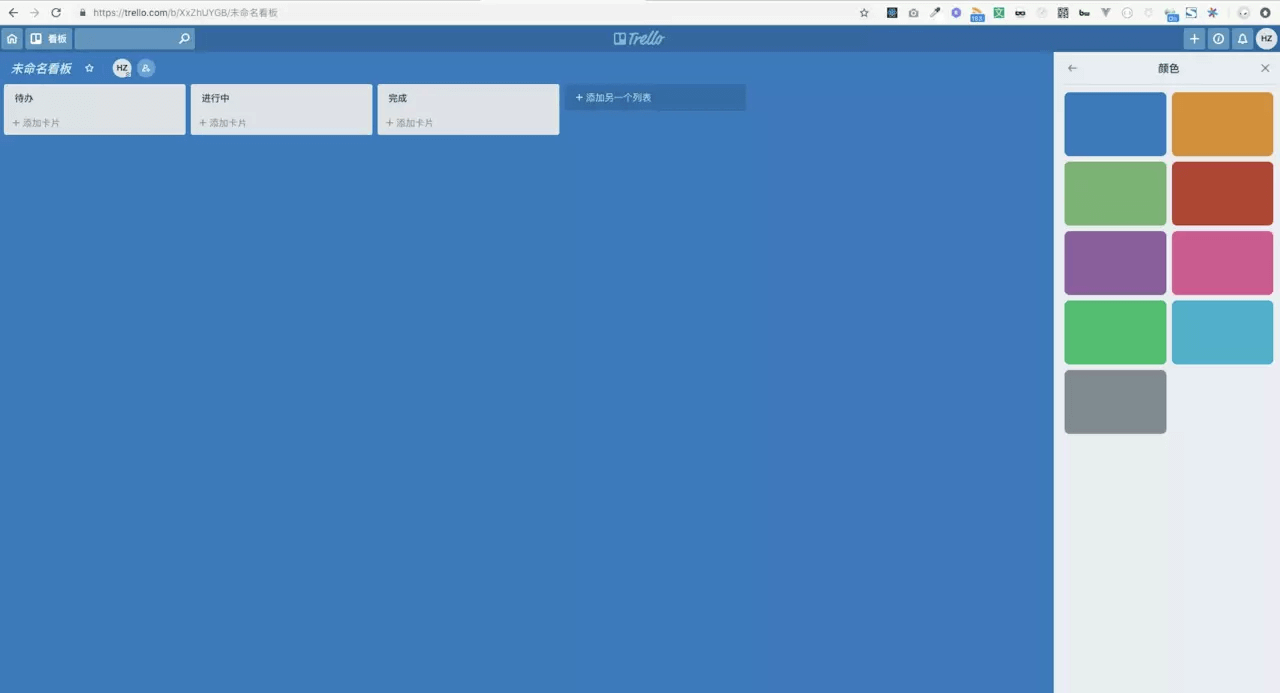 https://trello.com/b/XxZhUYGB/未命名看板
看板
Trello
HZ
未命名看板
HZ
待办
+ 添加卡片
进行中
+ 添加卡片
完成
+ 添加卡片
+ 添加另一个列表
颜色